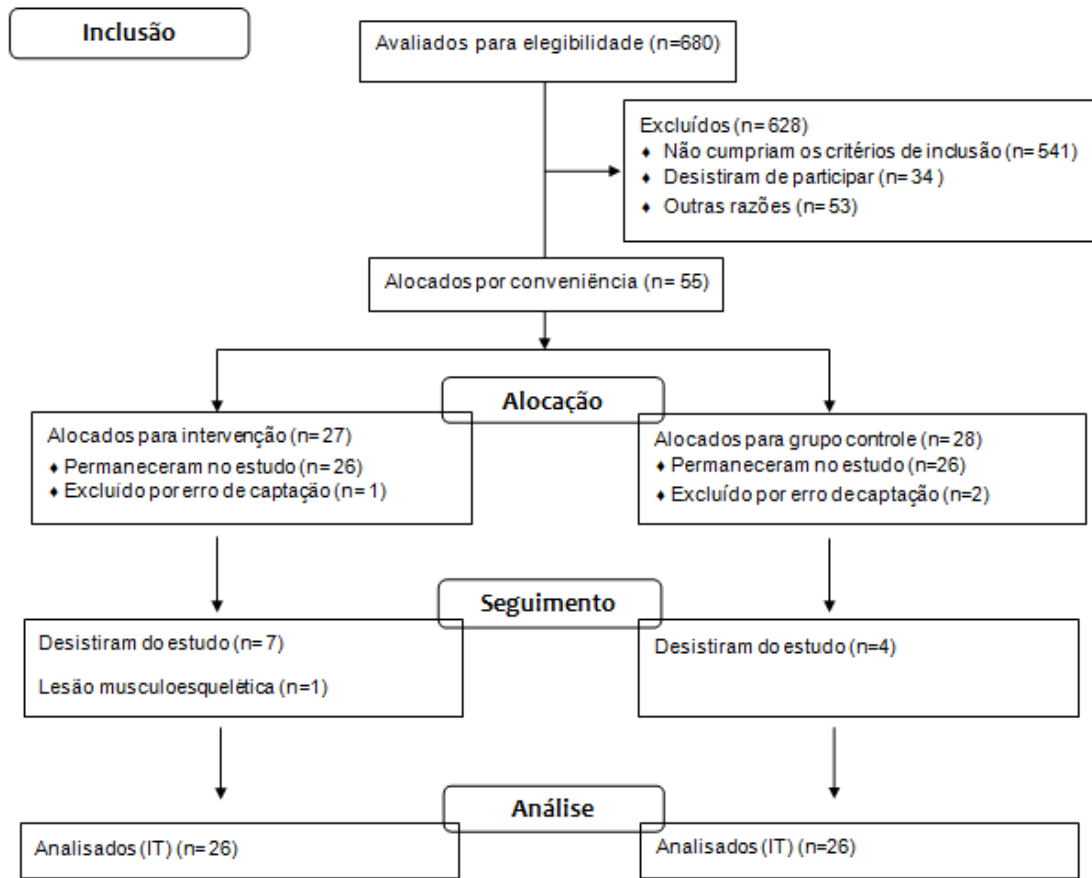 Inclusão
Avaliados para elegibilidade (n=680)
Excluídos (n= 628)
♦ Não cumpriam os critérios de inclusão (n= 541)
♦ Desistiram de participar (n= 34 )
♦ Outras razões (n= 53)
Alocados por conveniência (n= 55)
Alocação
Alocados para intervenção (n= 27)
♦ Permaneceram no estudo (n= 26)
♦ Excluído por erro de captação (n= 1)
Alocados para grupo controle (n= 28)
♦ Permaneceram no estudo (n=26)
♦ Excluído por erro de captação (n=2)
Seguimento
Desistiram do estudo (n= 7)
Lesão musculoesquelética (n=1)
Desistiram do estudo (n=4)
Análise
Analisados (IT) (n= 26)
Analisados (IT) (n=26)